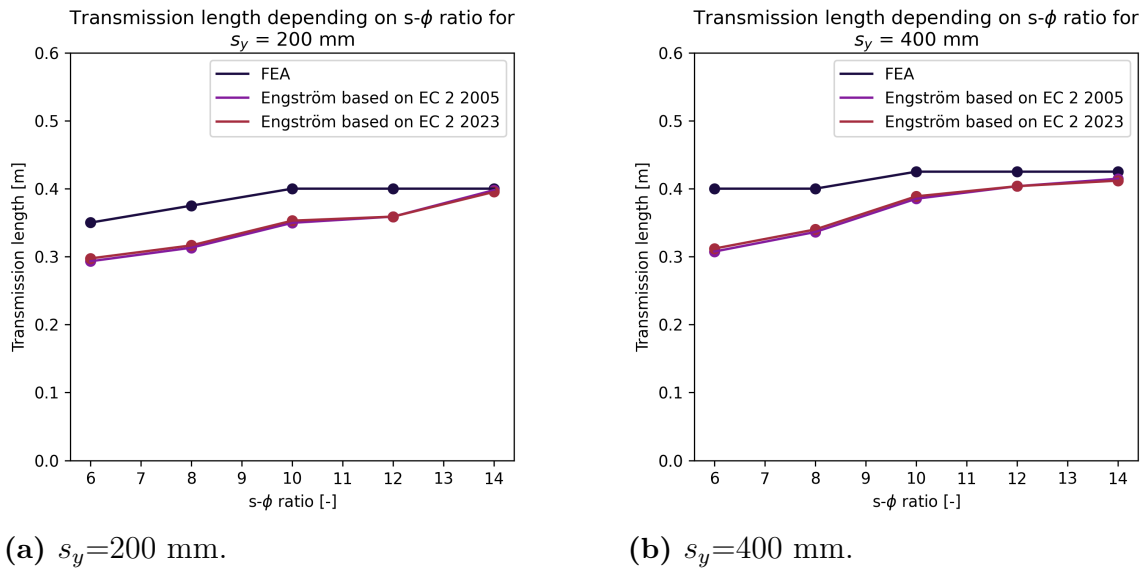 Transmission length depending on s-ϕ ratio for
s_y = 200 mm
0.6
0.5
0.4
0.3
0.2
0.1
0.0
Transmission length [m]
FEA
Engström based on EC 2 2005
Engström based on EC 2 2023
6 7 8 9 10 11 12 13 14
s-ϕ ratio [-]
(a) s_y=200 mm.
Transmission length depending on s-ϕ ratio for
s_y = 400 mm
0.6
0.5
0.4
0.3
0.2
0.1
0.0
Transmission length [m]
FEA
Engström based on EC 2 2005
Engström based on EC 2 2023
6 7 8 9 10 11 12 13 14
s-ϕ ratio [-]
(b) s_y=400 mm.